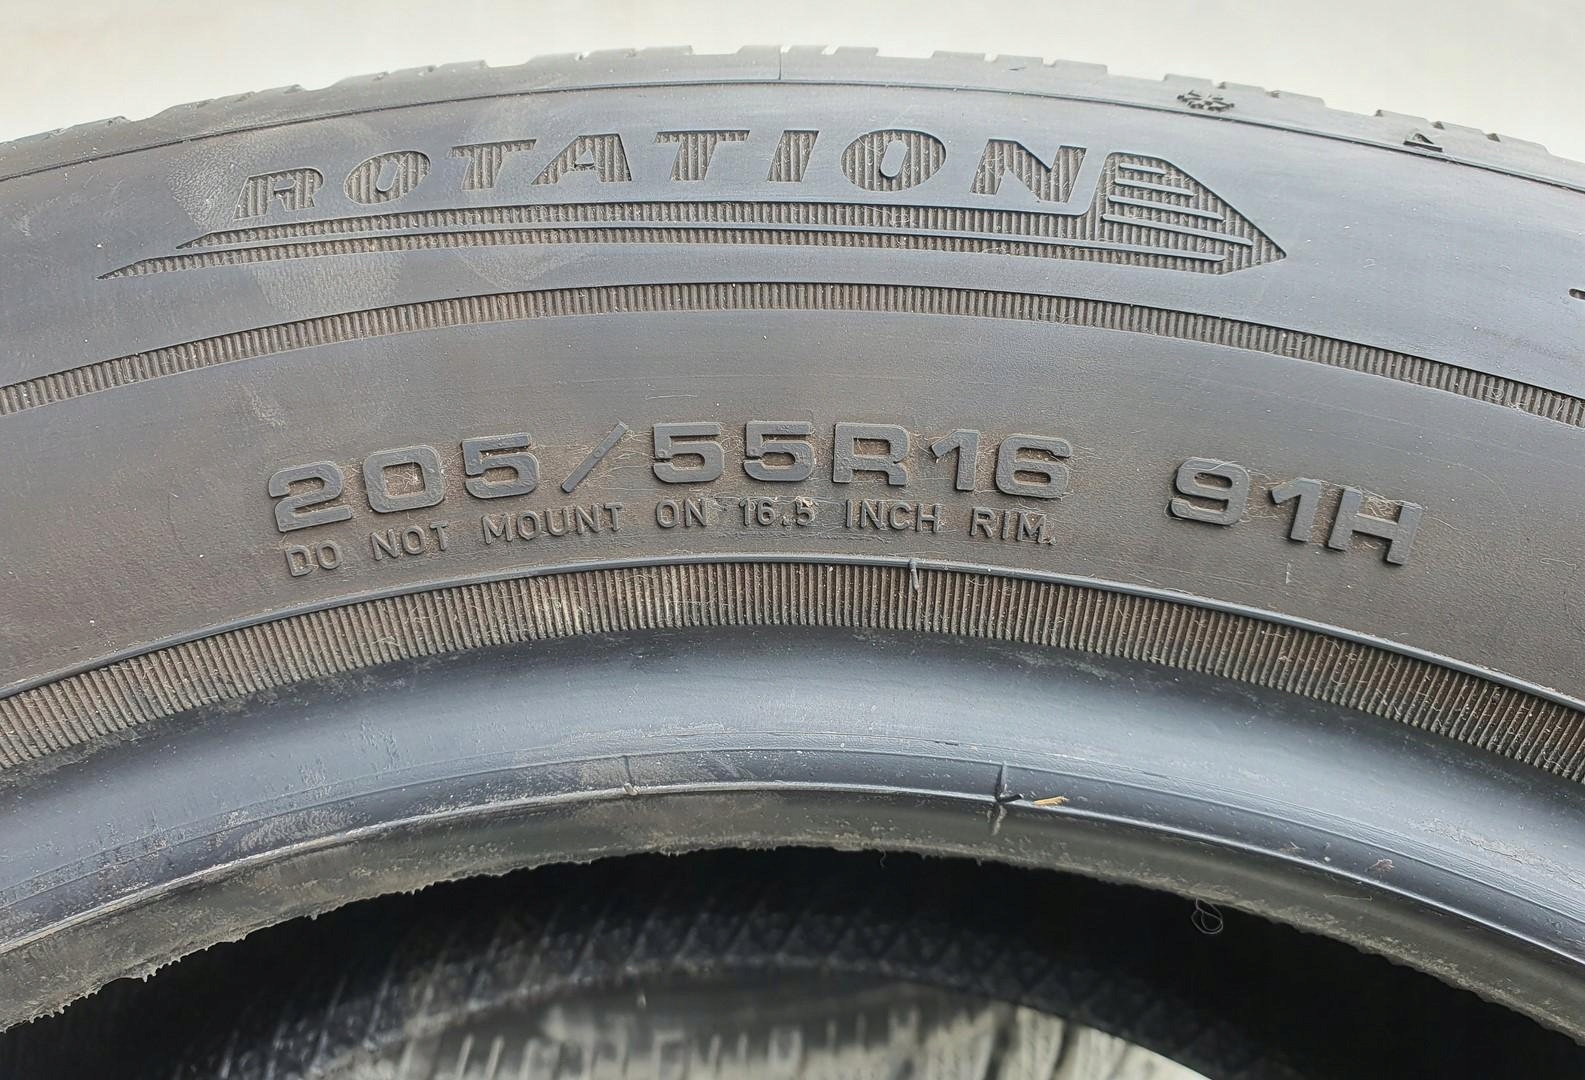 ROTATION
205/55R16 91H
DO NOT MOUNT ON 16.5 INCH RIM.